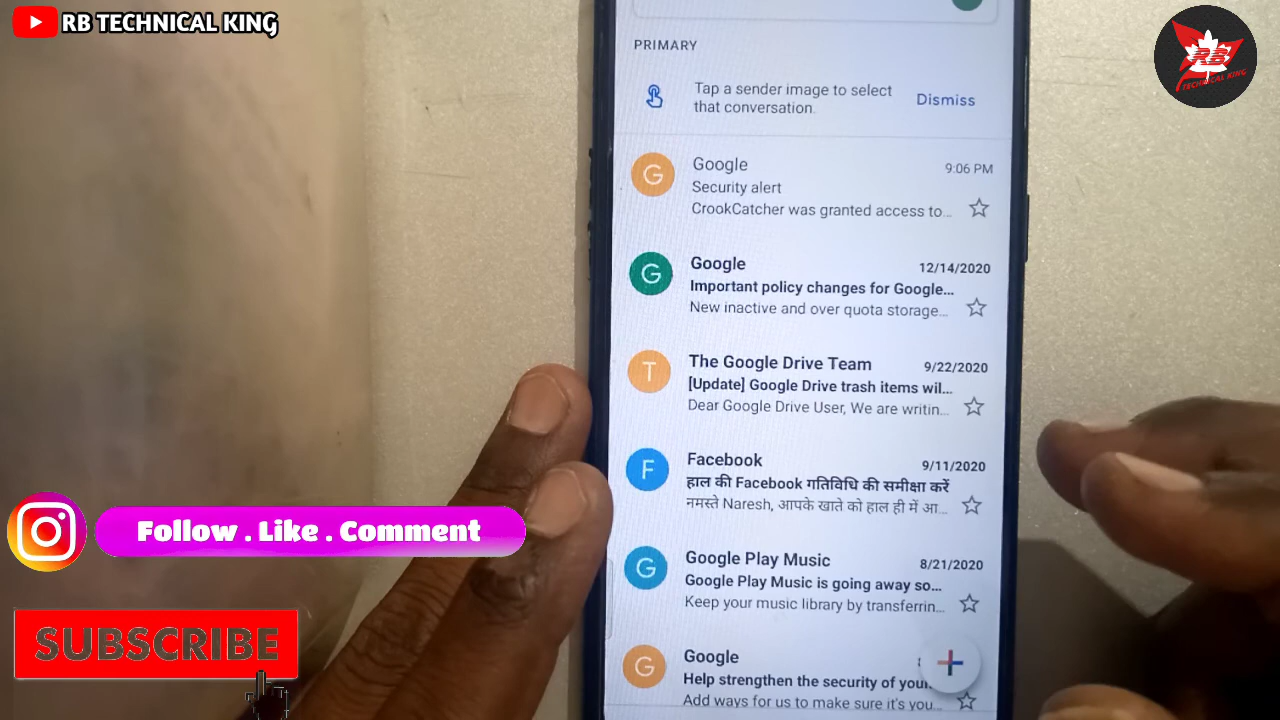 RB TECHNICAL KING
RB
TECHNICAL KING
PRIMARY
Tap a sender image to select
that conversation.
Dismiss
G
Google
9:06 PM
Security alert
CrookCatcher was granted access to...
G
Google
12/14/2020
Important policy changes for Google...
New inactive and over quota storage...
T
The Google Drive Team
9/22/2020
[Update] Google Drive trash items wil...
Dear Google Drive User, We are writin...
F
Facebook
9/11/2020
हाल की Facebook गतिविधि की समीक्षा करें
नमस्ते Naresh, आपके खाते को हाल ही में आ...
G
Google Play Music
8/21/2020
Google Play Music is going away so...
Keep your music library by transferrin...
G
Google
Help strengthen the security of your
Add ways for us to make sure it's you...
Follow . Like . Comment
SUBSCRIBE